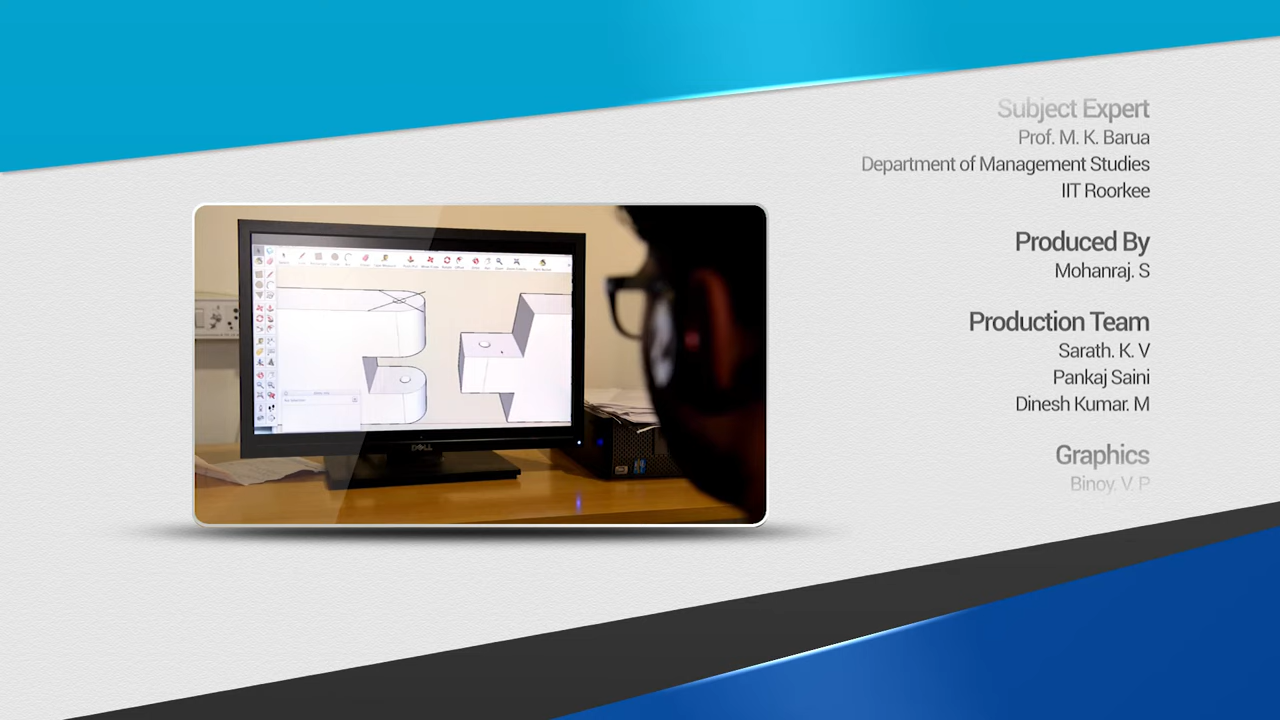 Subject Expert
Prof. M. K. Barua
Department of Management Studies
IIT Roorkee
Produced By
Mohanraj. S
Production Team
Sarath. K. V
Pankaj Saini
Dinesh Kumar. M
Graphics
Binoy. V. P
DELL